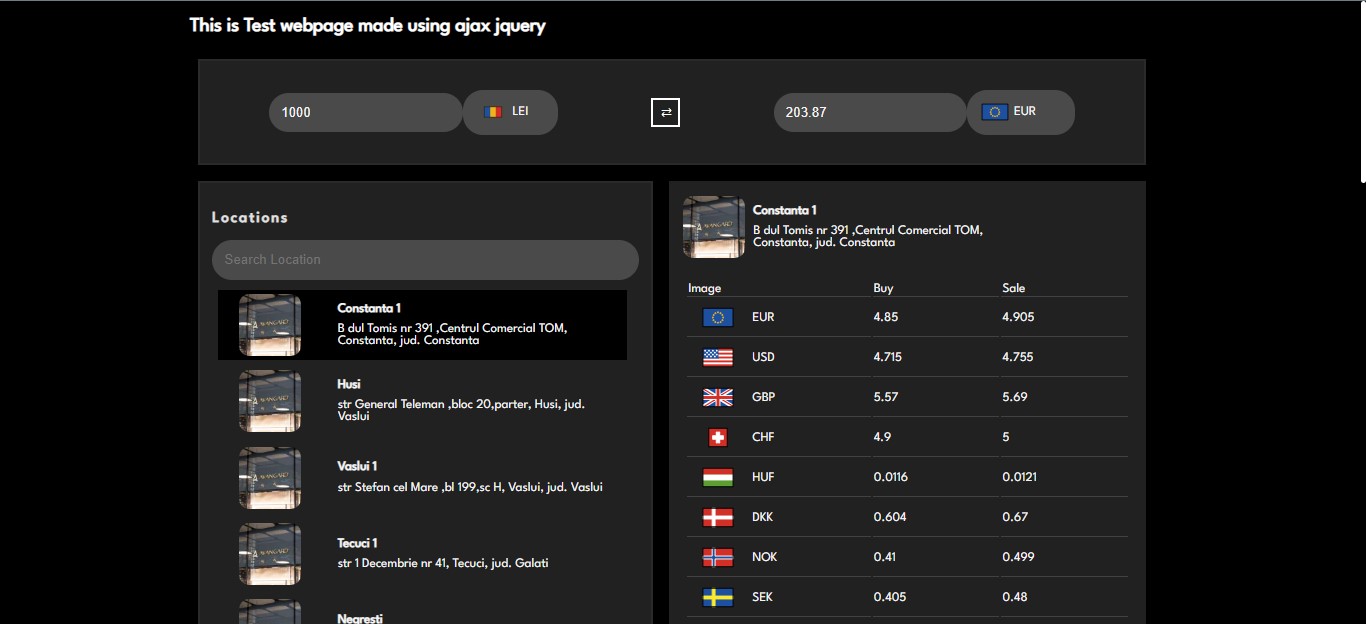 This is Test webpage made using ajax jquery
1000
LEI
⇄
203.87
EUR
Locations
Search Location
Constanta 1
B dul Tomis nr 391 ,Centrul Comercial TOM,
Constanta, jud. Constanta
Husi
str General Teleman ,bloc 20,parter, Husi, jud.
Vaslui
Vaslui 1
str Stefan cel Mare ,bl 199,sc H, Vaslui, jud. Vaslui
Tecuci 1
str 1 Decembrie nr 41, Tecuci, jud. Galati
Negresti
Constanta 1
B dul Tomis nr 391 ,Centrul Comercial TOM,
Constanta, jud. Constanta
Image Buy Sale
EUR 4.85 4.905
USD 4.715 4.755
GBP 5.57 5.69
CHF 4.9 5
HUF 0.0116 0.0121
DKK 0.604 0.67
NOK 0.41 0.499
SEK 0.405 0.48